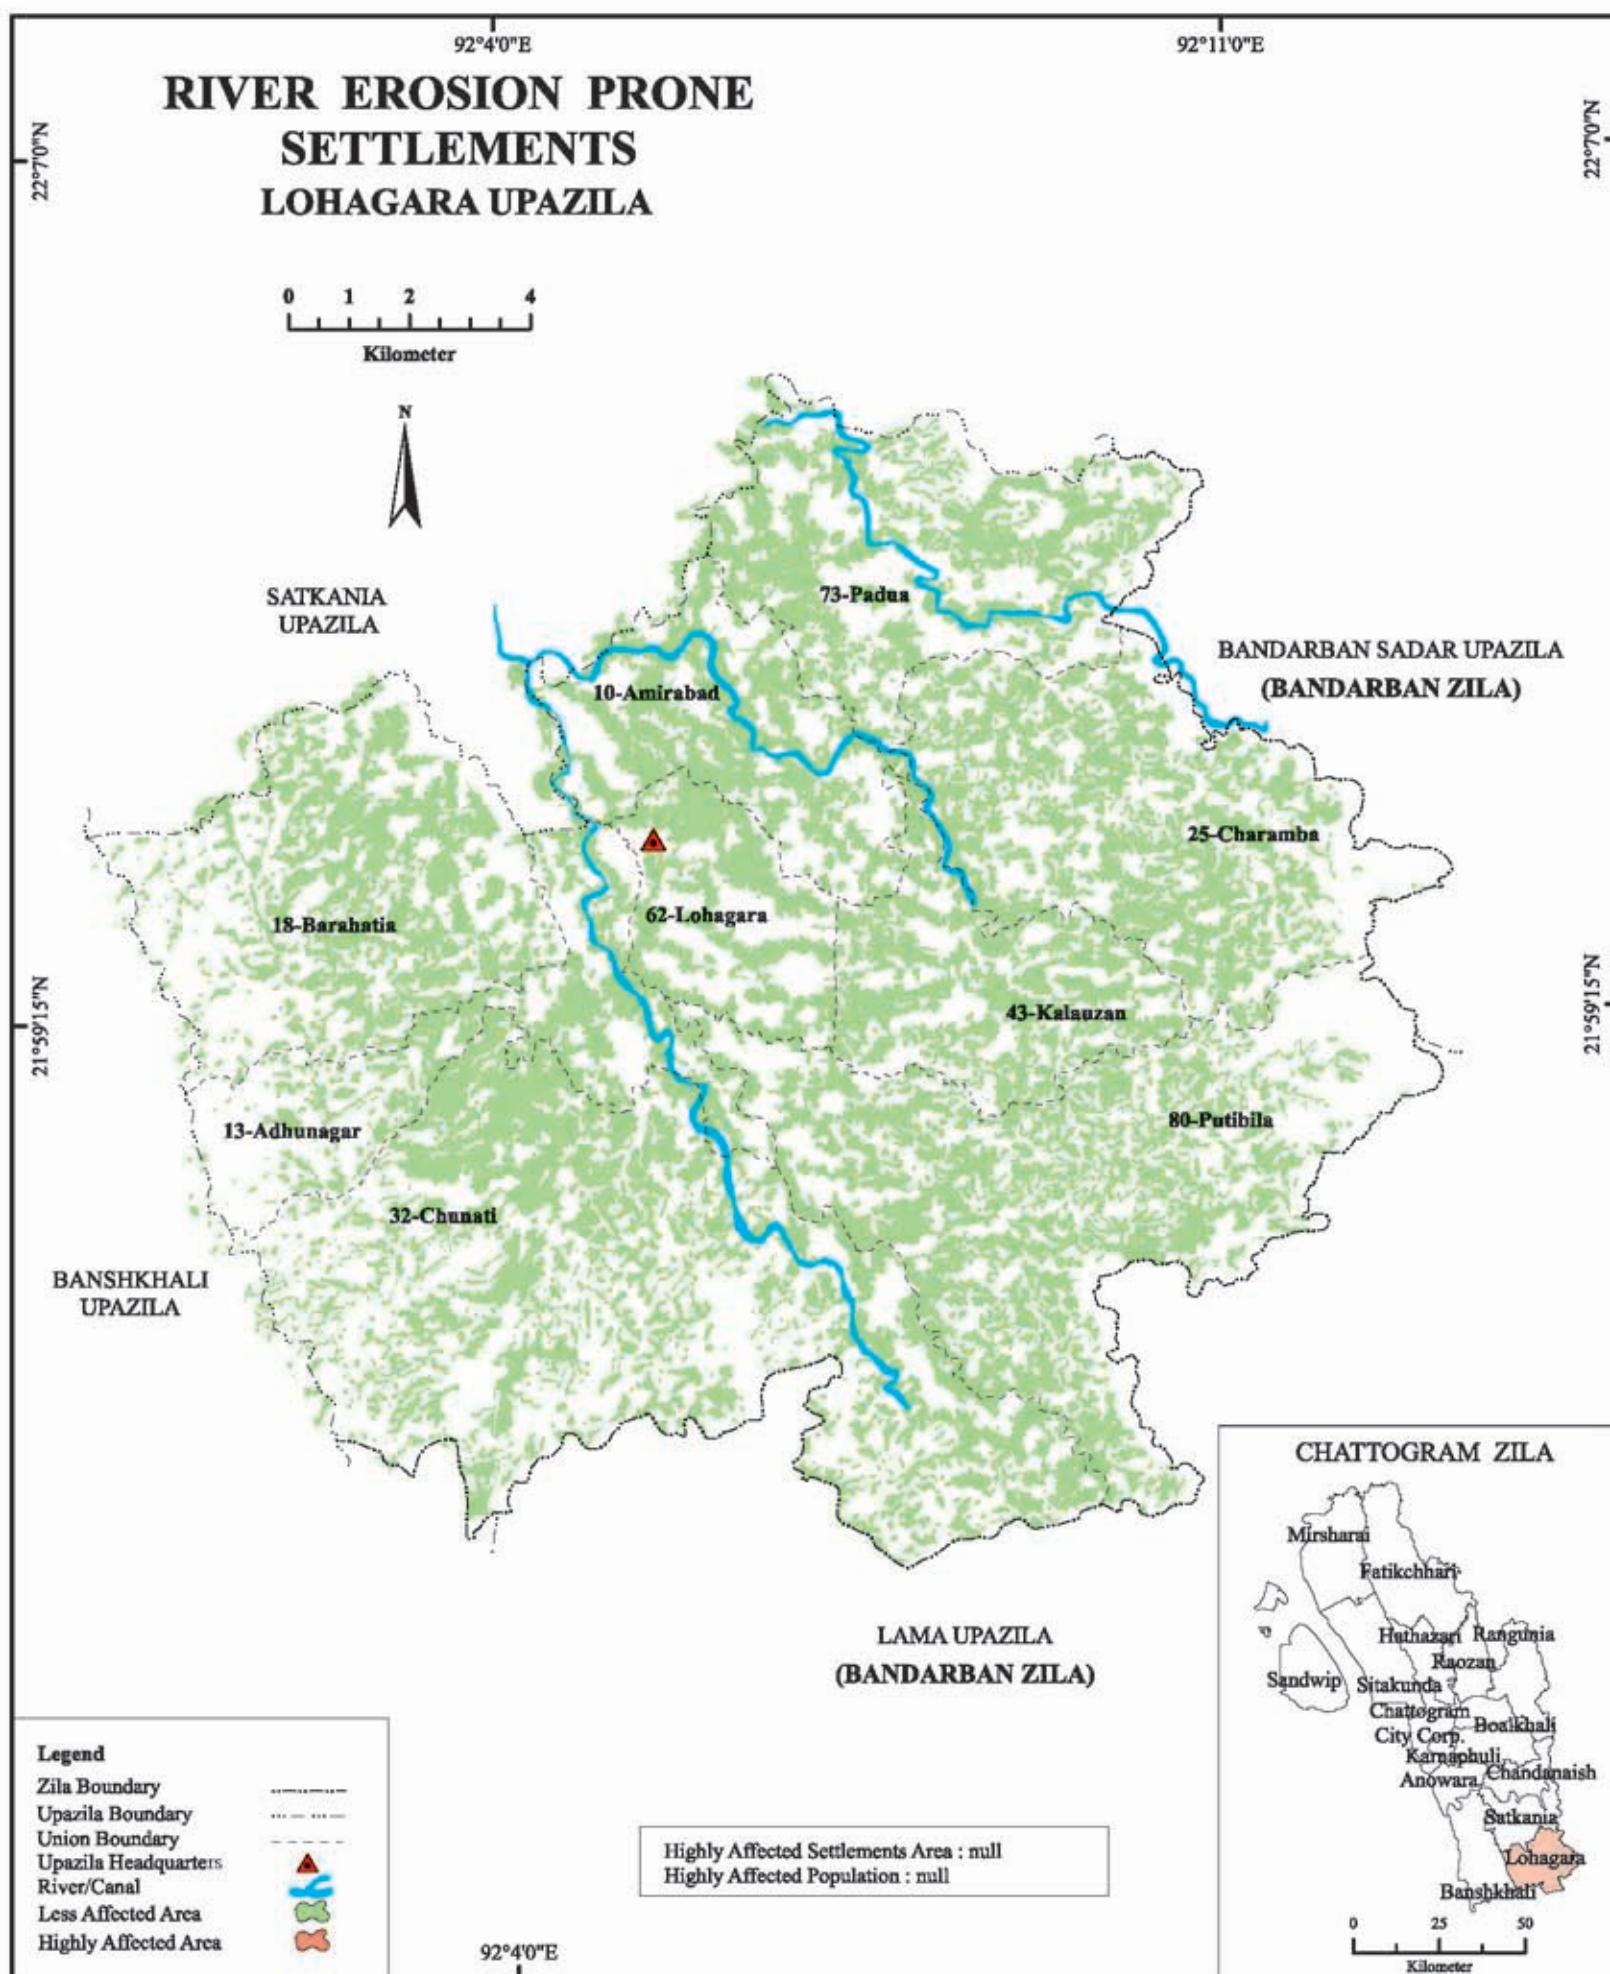 92°4'0"E
92°11'0"E
RIVER EROSION PRONE
SETTLEMENTS
LOHAGARA UPAZILA
22°7'0"N
22°7'0"N
0 1 2 4
Kilometer
N
SATKANIA
UPAZILA
73-Padua
BANDARBAN SADAR UPAZILA
(BANDARBAN ZILA)
10-Amirabad
25-Charamba
62-Lohagara
18-Barahatia
43-Kalauzan
21°59'15"N
21°59'15"N
80-Putibila
13-Adhunagar
32-Chunati
BANSHKHALI
UPAZILA
LAMA UPAZILA
(BANDARBAN ZILA)
CHATTOGRAM ZILA
Mirsharai
Fatikchhari
Hathazari
Rangunia
Raozan
Sandwip
Sitakunda
Chattogram
City Corp.
Boalkhali
Karnaphuli
Anowara
Chandanaish
Satkania
Lohagara
Banshkhali
0 25 50
Kilometer
Legend
Zila Boundary
Upazila Boundary
Union Boundary
Upazila Headquarters
River/Canal
Less Affected Area
Highly Affected Area
Highly Affected Settlements Area : null
Highly Affected Population : null
92°4'0"E